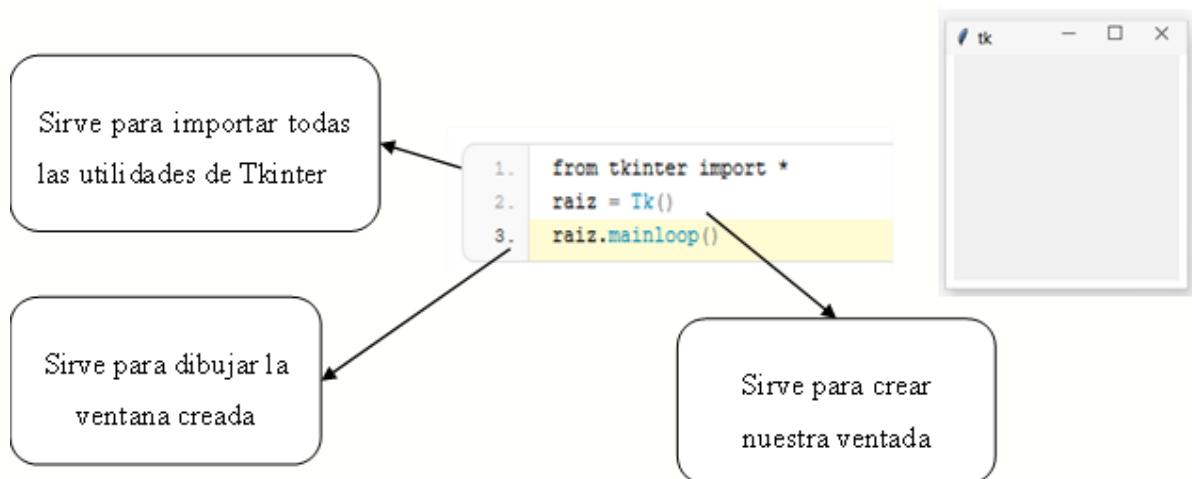 tk
Sirve para importar todas
las utilidades de Tkinter
1. from tkinter import *
2. raiz = Tk()
3. raiz.mainloop()
Sirve para dibujar la
ventana creada
Sirve para crear
nuestra ventada